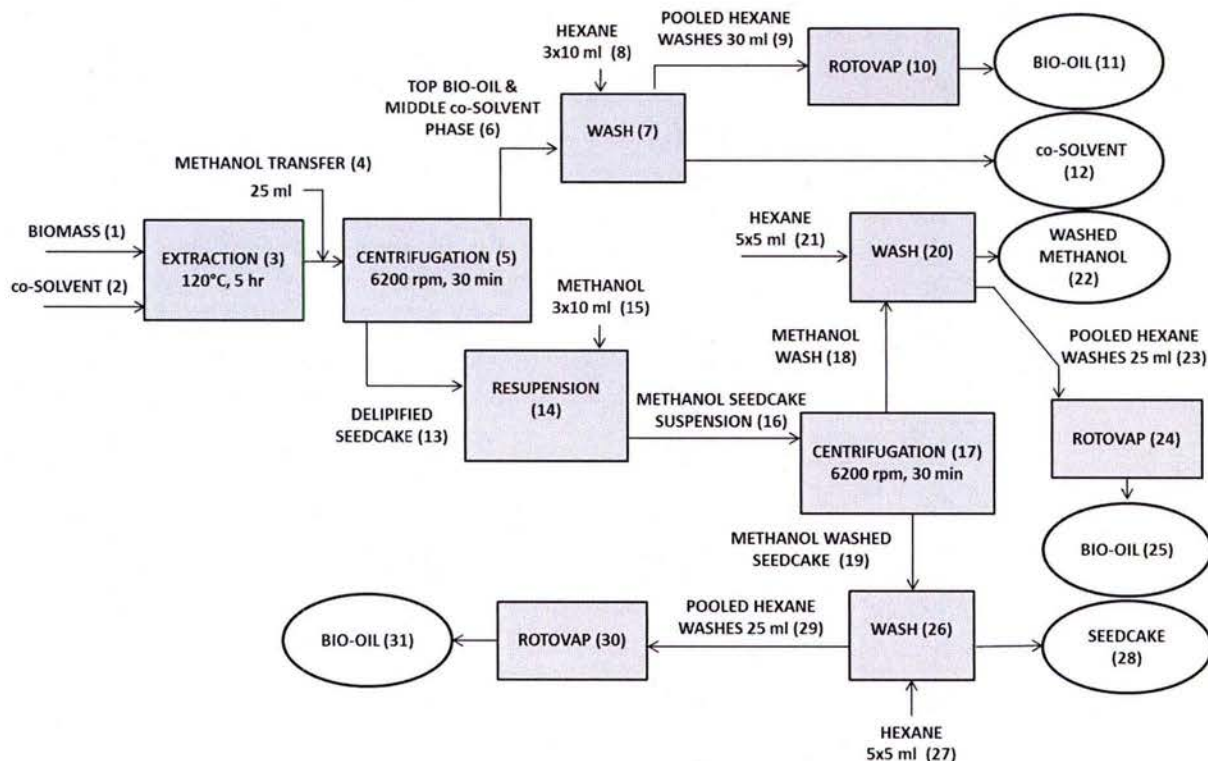 HEXANE
3x10 ml (8)
POOLED HEXANE
WASHES 30 ml (9)
ROTOVAP (10)
BIO-OIL (11)
TOP BIO-OIL &
MIDDLE co-SOLVENT
PHASE (6)
WASH (7)
co-SOLVENT
(12)
METHANOL TRANSFER (4)
25 ml
BIOMASS (1)
co-SOLVENT (2)
EXTRACTION (3)
120°C, 5 hr
CENTRIFUGATION (5)
6200 rpm, 30 min
HEXANE
5x5 ml (21)
WASH (20)
WASHED
METHANOL
(22)
METHANOL
3x10 ml (15)
METHANOL
WASH (18)
POOLED HEXANE
WASHES 25 ml (23)
DELIPIFIED
SEEDCAKE (13)
RESUPENSION
(14)
METHANOL SEEDCAKE
SUSPENSION (16)
CENTRIFUGATION (17)
6200 rpm, 30 min
ROTOVAP (24)
BIO-OIL (25)
METHANOL WASHED
SEEDCAKE (19)
BIO-OIL (31)
ROTOVAP (30)
POOLED HEXANE
WASHES 25 ml (29)
WASH (26)
SEEDCAKE
(28)
HEXANE
5x5 ml (27)